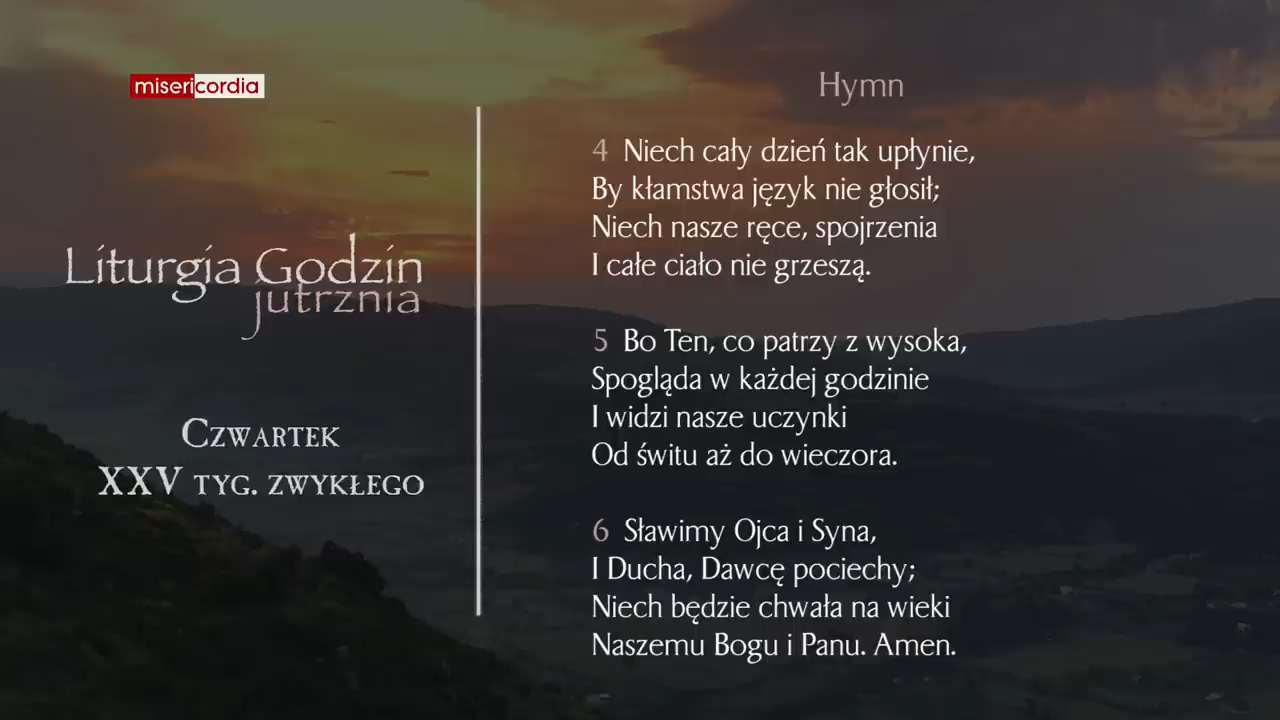 misericordia
Liturgia Godzin
jutrznia
Czwartek
XXV tyg. zwykłego
Hymn
4 Niech cały dzień tak upłynie,
By kłamstwa język nie głosił;
Niech nasze ręce, spojrzenia
I całe ciało nie grzeszą.
5 Bo Ten, co patrzy z wysoka,
Spogląda w każdej godzinie
I widzi nasze uczynki
Od świtu aż do wieczora.
6 Sławimy Ojca i Syna,
I Ducha, Dawcę pociechy;
Niech będzie chwała na wieki
Naszemu Bogu i Panu. Amen.